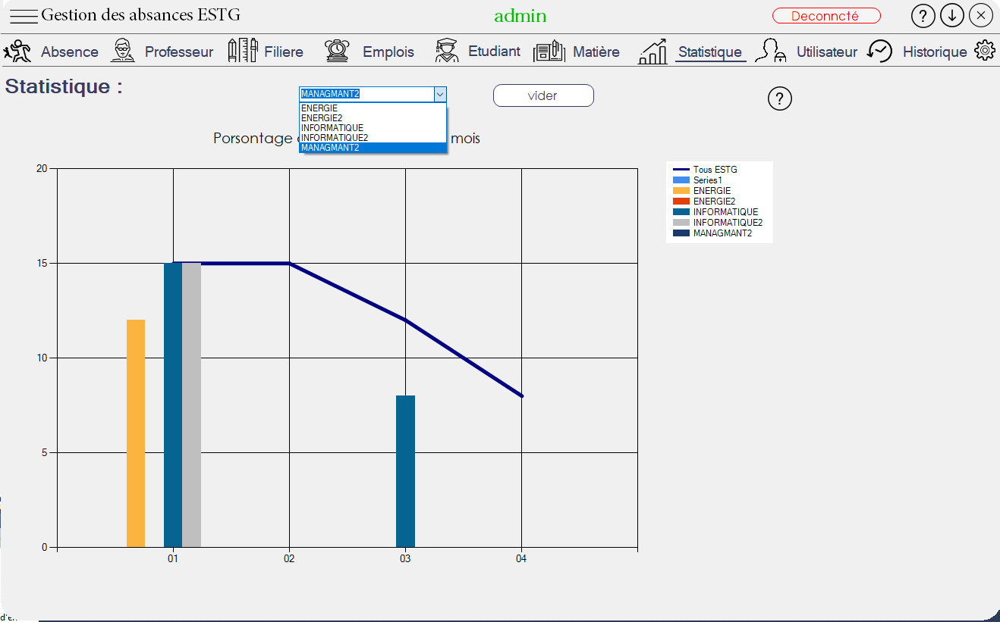 Gestion des absances ESTG
admin
Deconncté
?
Absence
Professeur
Filiere
Emplois
Etudiant
Matière
Statistique
Utilisateur
Historique
Statistique :
MANAGMANT2
vider
?
ENERGIE
ENERGIE2
INFORMATIQUE
INFORMATIQUE2
MANAGMANT2
Porsontage
mois
20
15
10
5
0
01
02
03
04
Tous ESTG
Series1
ENERGIE
ENERGIE2
INFORMATIQUE
INFORMATIQUE2
MANAGMANT2